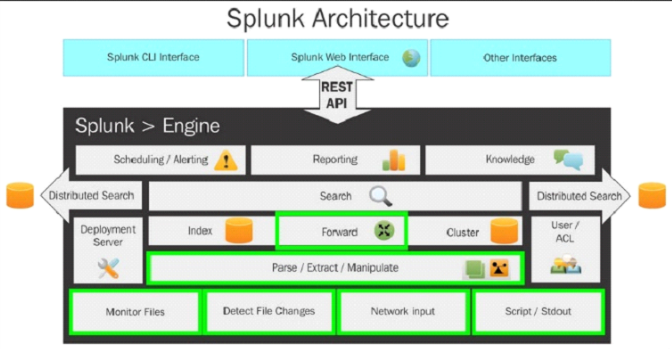 Splunk Architecture
Splunk CLI Interface
Splunk Web Interface
Other Interfaces
REST
API
Splunk > Engine
Scheduling / Alerting
Reporting
Knowledge
Distributed Search
Search
Distributed Search
Deployment
Server
Index
Forward
Cluster
User /
ACL
Parse / Extract / Manipulate
Monitor Files
Detect File Changes
Network input
Script / Stdout